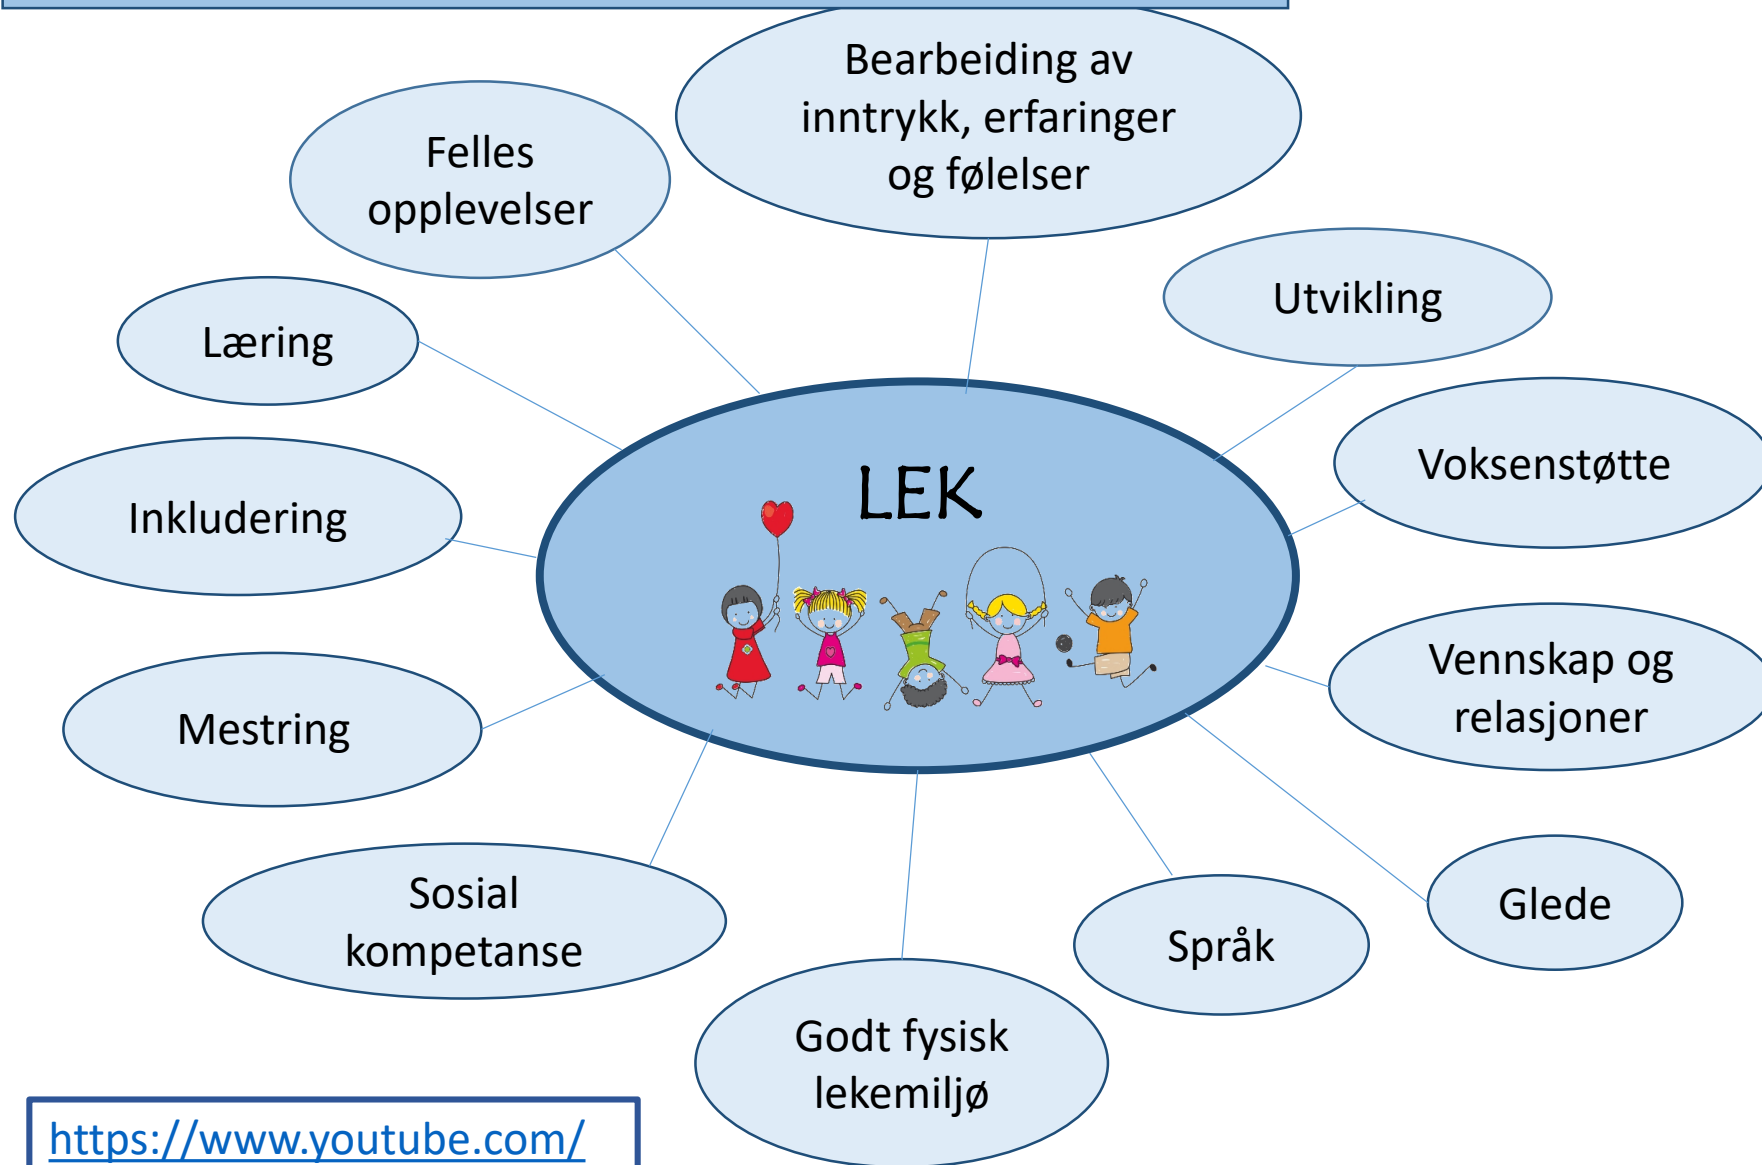 Bearbeiding av
inntrykk, erfaringer
og følelser
Felles
opplevelser
Utvikling
Læring
Voksenstøtte
LEK
Inkludering
Vennskap og
relasjoner
Mestring
Glede
Sosial
kompetanse
Språk
Godt fysisk
lekemiljø
https://www.youtube.com/